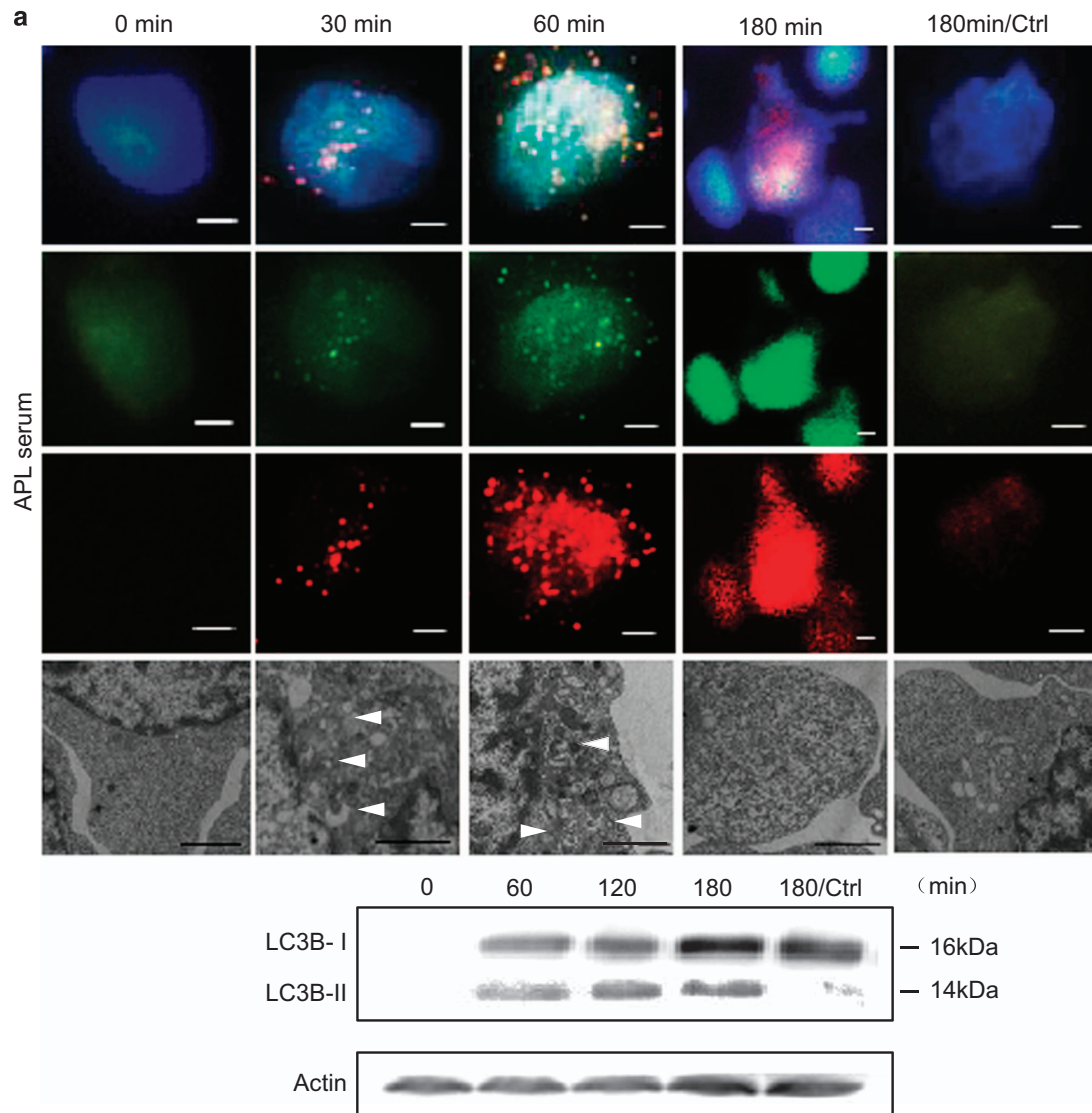 a
0 min 30 min 60 min 180 min 180min/Ctrl
APL serum
0 60 120 180 180/Ctrl （min）
LC3B- I 16kDa
LC3B-II 14kDa
Actin